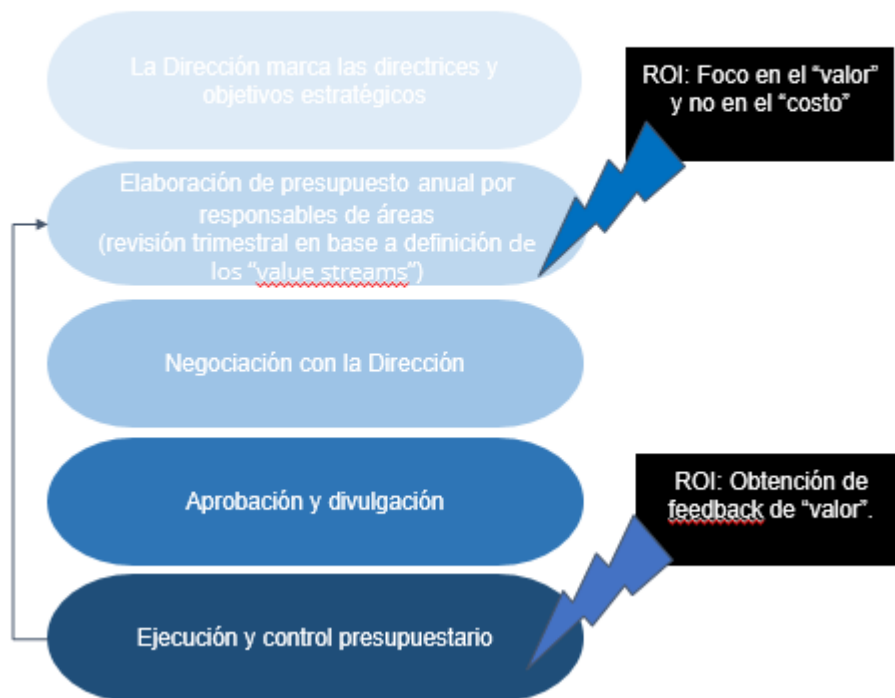 La Dirección marca las directrices y
objetivos estratégicos
ROI: Foco en el “valor”
y no en el “costo”
Elaboración de presupuesto anual por
responsables de áreas
(revisión trimestral en base a definición de
los “value streams”)
Negociación con la Dirección
Aprobación y divulgación
ROI: Obtención de
feedback de “valor”.
Ejecución y control presupuestario